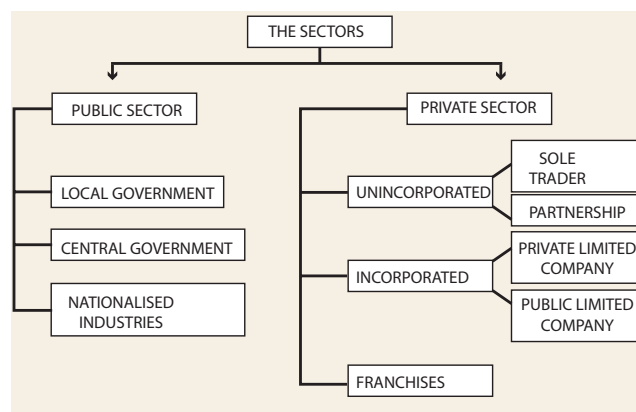 THE SECTORS
PUBLIC SECTOR
LOCAL GOVERNMENT
CENTRAL GOVERNMENT
NATIONALISED
INDUSTRIES
PRIVATE SECTOR
UNINCORPORATED
SOLE
TRADER
PARTNERSHIP
INCORPORATED
PRIVATE LIMITED
COMPANY
PUBLIC LIMITED
COMPANY
FRANCHISES